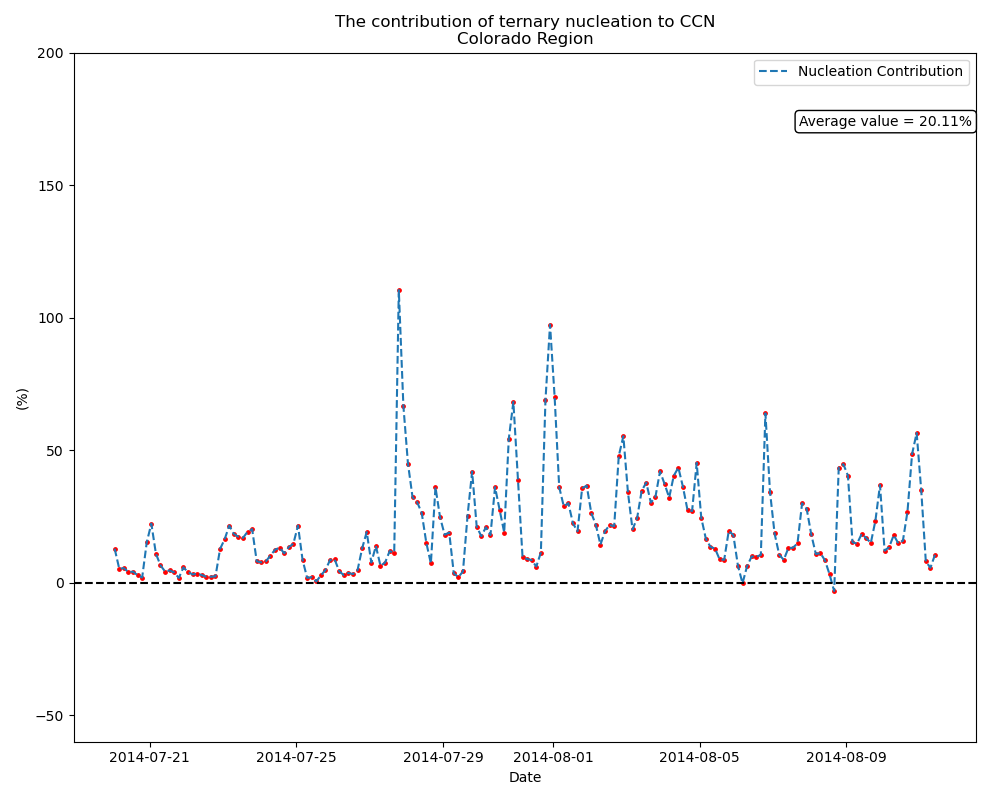 The contribution of ternary nucleation to CCN
Colorado Region
200
150
100
50
0
−50
(%)
Nucleation Contribution
Average value = 20.11%
2014-07-21
2014-07-25
2014-07-29
2014-08-01
2014-08-05
2014-08-09
Date